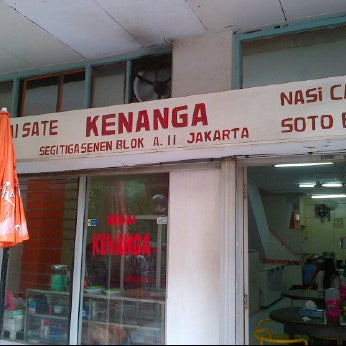 SATE KENANGA NASI
SEGITIGA SENEN BLOK A. 11 JAKARTA SOTO
KENANGA